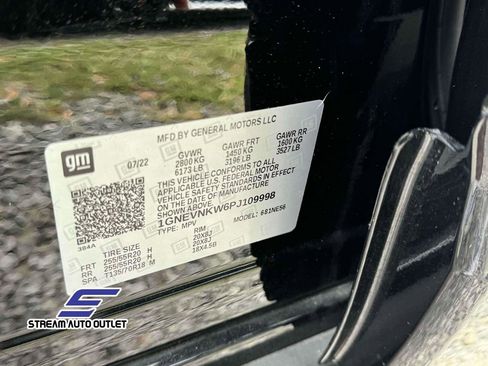 gm
MFD BY GENERAL MOTORS LLC
07/22
GVWR GAWR FRT GAWR RR
2800 KG 1450 KG 1600 KG
6173 LB 3196 LB 3527 LB
THIS VEHICLE CONFORMS TO ALL
APPLICABLE U.S. FEDERAL MOTOR
VEHICLE SAFETY STANDARDS IN
EFFECT ON THE DATE OF
MANUFACTURE SHOWN ABOVE.
1GNEVNKW6PJ109998
TYPE: MPV MODEL: 681NE56
384A
TIRE SIZE RIM
FRT 255/55R20 H 20X8J
RR 255/55R20 H 20X8J
SPA T135/70R18 M 18X4.5B
STREAM AUTO OUTLET